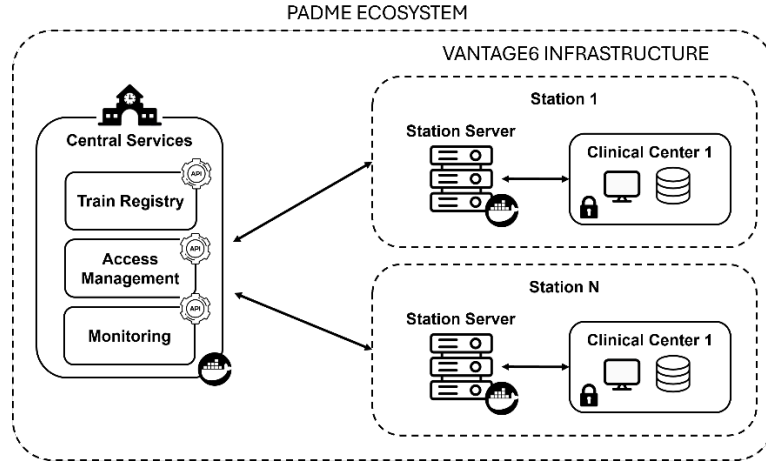 PADME ECOSYSTEM
VANTAGE6 INFRASTRUCTURE
Central Services
API
Train Registry
API
Access
Management
API
Monitoring
Station 1
Station Server
Clinical Center 1
Station N
Station Server
Clinical Center 1